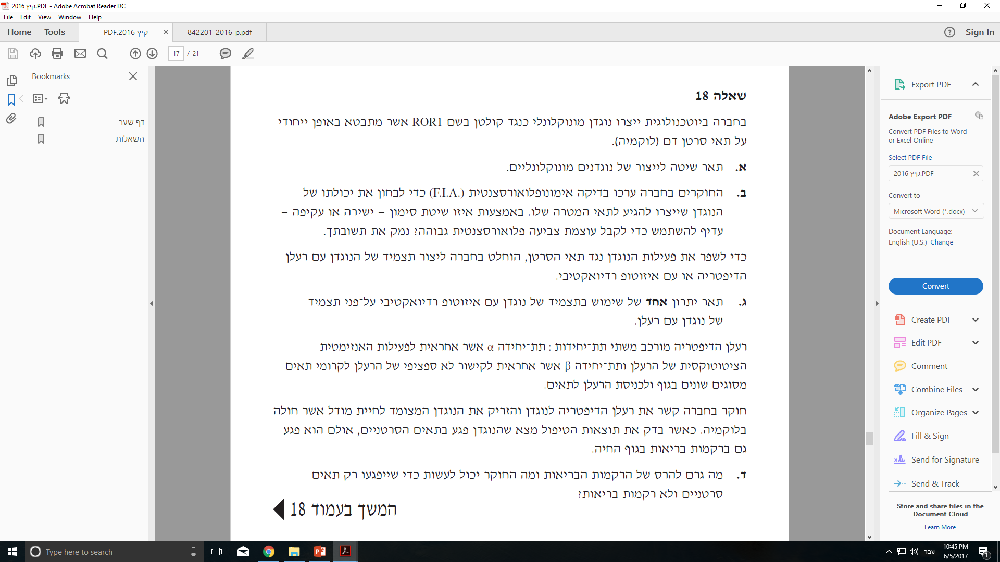 קיץ 2016.PDF - Adobe Acrobat Reader DC
File Edit View Window Help
Home Tools
קיץ 2016.PDF
842201-2016-p.pdf
Sign In
17 / 21
Bookmarks
דף שער
השאלות
שאלה 18
בחברה ביוטכנולוגית ייצרו נוגדן מונוקלונלי כנגד קולטן בשם ROR1 אשר מתבטא באופן ייחודי
על תאי סרטן דם (לוקמיה).
א. תאר שיטה לייצור של נוגדנים מונוקלונליים.
ב. החוקרים בחברה ערכו בדיקה אימונופלואורסצנטית (F.I.A.) כדי לבחון את יכולתו של
הנוגדן שייצרו להגיע לתאי המטרה שלו. באמצעות איזו שיטת סימון – ישירה או עקיפה –
עדיף להשתמש כדי לקבל עוצמת צביעה פלואורסצנטית גבוהה? נמק את תשובתך.
כדי לשפר את פעילות הנוגדן נגד תאי הסרטן, הוחלט בחברה ליצור תצמיד של הנוגדן עם רעלן
הדיפטריה או עם איזוטופ רדיואקטיבי.
ג. תאר יתרון אחד של שימוש בתצמיד של נוגדן עם איזוטופ רדיואקטיבי על־פני תצמיד
של נוגדן עם רעלן.
רעלן הדיפטריה מורכב משתי תת־יחידות: תת־יחידה α אשר אחראית לפעילות האנזימטית
הציטוטוקסית של הרעלן ותת־יחידה β אשר אחראית לקישור לא ספציפי של הרעלן לקרומי תאים
מסוגים שונים בגוף ולכניסת הרעלן לתאים.
חוקר בחברה קשר את רעלן הדיפטריה לנוגדן והזריק את הנוגדן המצומד לחיית מודל אשר חולה
בלוקמיה. כאשר בדק את תוצאות הטיפול מצא שהנוגדן פגע בתאים הסרטניים, אולם הוא פגע
גם ברקמות בריאות בגוף החיה.
ד. מה גרם להרס של הרקמות הבריאות ומה החוקר יכול לעשות כדי שייפגעו רק תאים
סרטניים ולא רקמות בריאות?
המשך בעמוד 18
Export PDF
Adobe Export PDF
Convert PDF Files to Word
or Excel Online
Select PDF File
קיץ 2016.PDF
Convert to
Microsoft Word (*.docx)
Document Language:
English (U.S.) Change
Convert
Create PDF
Edit PDF
Comment
Combine Files
Organize Pages
Fill & Sign
Send for Signature
Send & Track
Store and share files in the
Document Cloud
Learn More
Type here to search
עבר
10:45 PM
6/5/2017
1